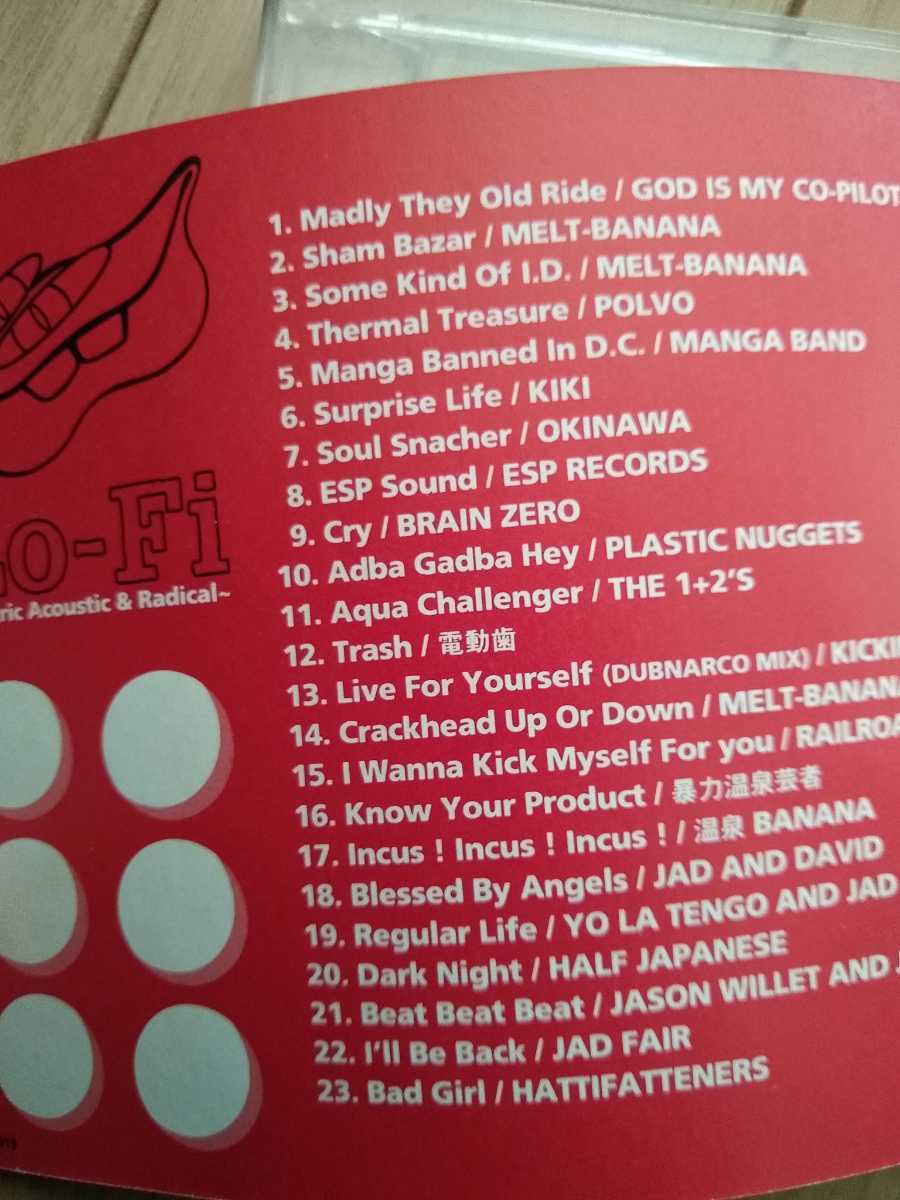 1. Madly They Old Ride / GOD IS MY CO-PILOT
2. Sham Bazar / MELT-BANANA
3. Some Kind Of I.D. / MELT-BANANA
4. Thermal Treasure / POLVO
5. Manga Banned In D.C. / MANGA BAND
6. Surprise Life / KIKI
7. Soul Snacher / OKINAWA
8. ESP Sound / ESP RECORDS
9. Cry / BRAIN ZERO
10. Adba Gadba Hey / PLASTIC NUGGETS
11. Aqua Challenger / THE 1+2'S
12. Trash / 電動歯
13. Live For Yourself (DUBNARCO MIX) / KICKI
14. Crackhead Up Or Down / MELT-BANANA
15. I Wanna Kick Myself For you / RAILROA
16. Know Your Product / 暴力温泉芸者
17. Incus ! Incus ! Incus ! / 温泉 BANANA
18. Blessed By Angels / JAD AND DAVID
19. Regular Life / YO LA TENGO AND JAD
20. Dark Night / HALF JAPANESE
21. Beat Beat Beat / JASON WILLET AND J
22. I'll Be Back / JAD FAIR
23. Bad Girl / HATTIFATTENERS
Lo-Fi
ric Acoustic & Radical~